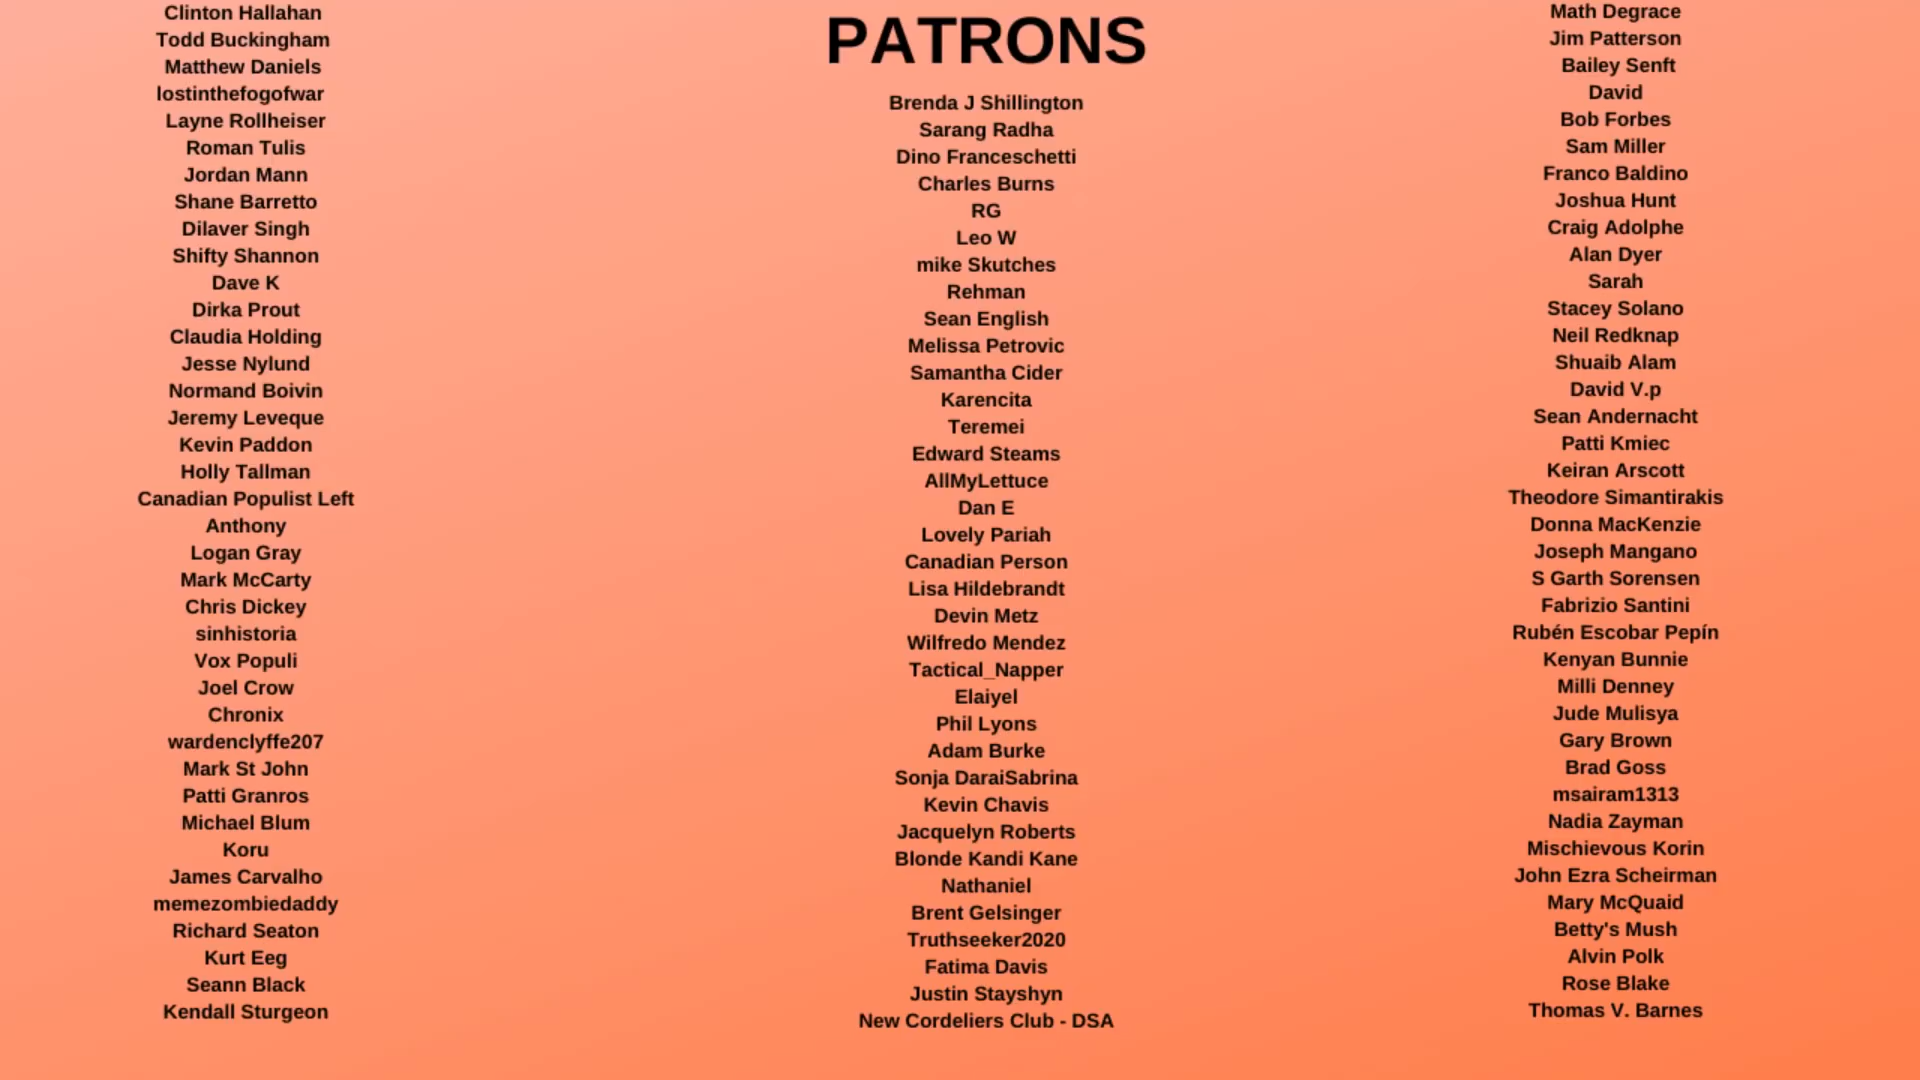 Clinton Hallahan
Todd Buckingham
Matthew Daniels
lostinthefogofwar
Layne Rollheiser
Roman Tulis
Jordan Mann
Shane Barretto
Dilaver Singh
Shifty Shannon
Dave K
Dirka Prout
Claudia Holding
Jesse Nylund
Normand Boivin
Jeremy Leveque
Kevin Paddon
Holly Tallman
Canadian Populist Left
Anthony
Logan Gray
Mark McCarty
Chris Dickey
sinhistoria
Vox Populi
Joel Crow
Chronix
wardenclyffe207
Mark St John
Patti Granros
Michael Blum
Koru
James Carvalho
memezombiedaddy
Richard Seaton
Kurt Eeg
Seann Black
Kendall Sturgeon
PATRONS
Brenda J Shillington
Sarang Radha
Dino Franceschetti
Charles Burns
RG
Leo W
mike Skutches
Rehman
Sean English
Melissa Petrovic
Samantha Cider
Karencita
Teremei
Edward Steams
AllMyLettuce
Dan E
Lovely Pariah
Canadian Person
Lisa Hildebrandt
Devin Metz
Wilfredo Mendez
Tactical_Napper
Elaiyel
Phil Lyons
Adam Burke
Sonja DaraiSabrina
Kevin Chavis
Jacquelyn Roberts
Blonde Kandi Kane
Nathaniel
Brent Gelsinger
Truthseeker2020
Fatima Davis
Justin Stayshyn
New Cordeliers Club - DSA
Math Degrace
Jim Patterson
Bailey Senft
David
Bob Forbes
Sam Miller
Franco Baldino
Joshua Hunt
Craig Adolphe
Alan Dyer
Sarah
Stacey Solano
Neil Redknap
Shuaib Alam
David V.p
Sean Andernacht
Patti Kmiec
Keiran Arscott
Theodore Simantirakis
Donna MacKenzie
Joseph Mangano
S Garth Sorensen
Fabrizio Santini
Rubén Escobar Pepín
Kenyan Bunnie
Milli Denney
Jude Mulisya
Gary Brown
Brad Goss
msairam1313
Nadia Zayman
Mischievous Korin
John Ezra Scheirman
Mary McQuaid
Betty's Mush
Alvin Polk
Rose Blake
Thomas V. Barnes